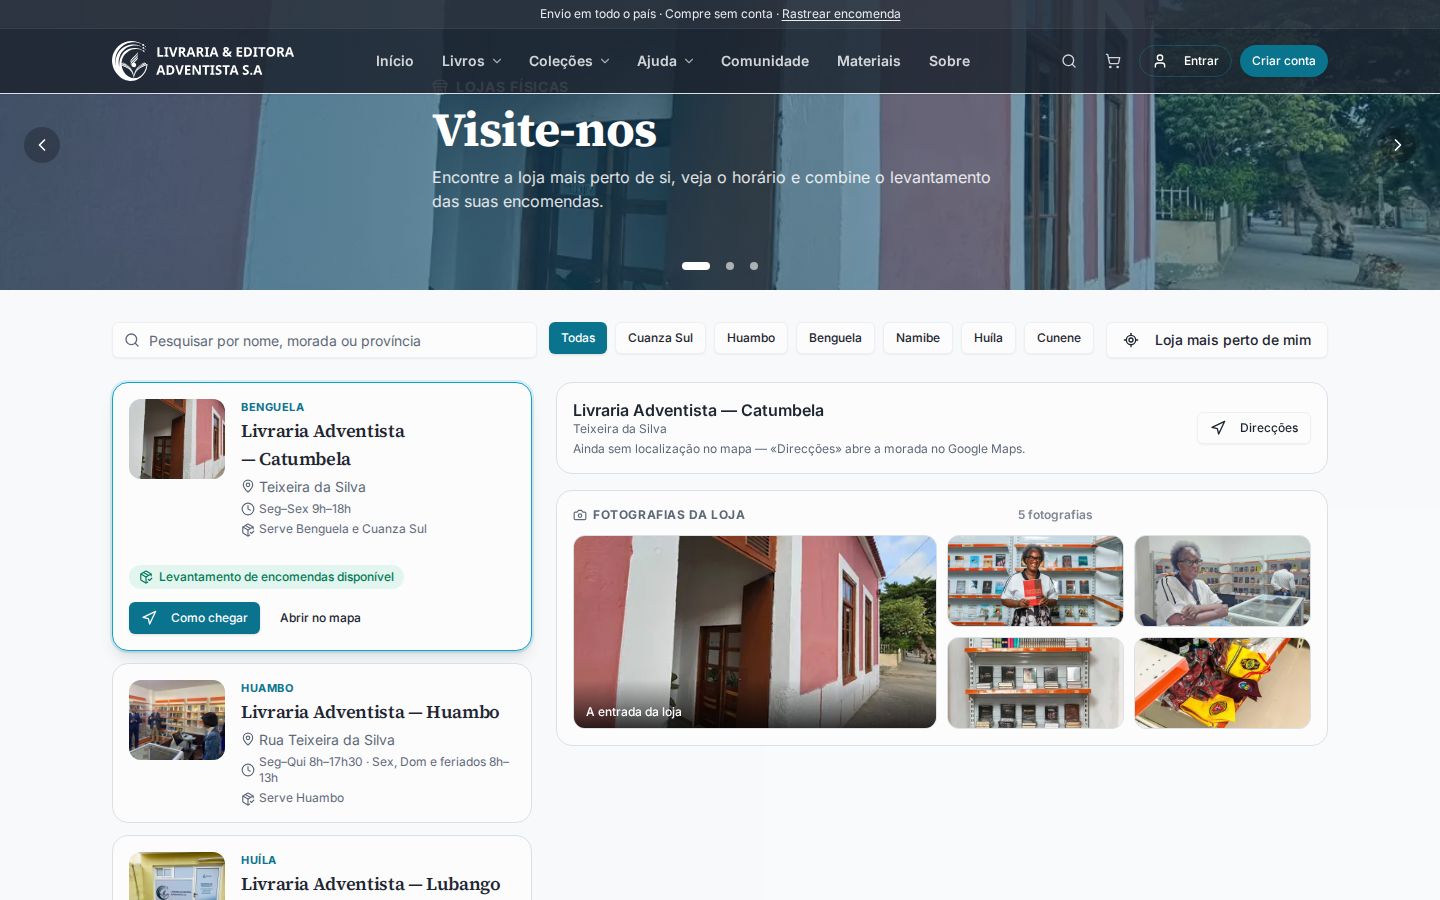 Envio em todo o país · Compre sem conta · Rastrear encomenda
LIVRARIA & EDITORA
ADVENTISTA S.A
Início
Livros
Coleções
Ajuda
Comunidade
Materiais
Sobre
Entrar
Criar conta
LOJAS FÍSICAS
Visite-nos
Encontre a loja mais perto de si, veja o horário e combine o levantamento
das suas encomendas.
Pesquisar por nome, morada ou província
Todas
Cuanza Sul
Huambo
Benguela
Namibe
Huíla
Cunene
Loja mais perto de mim
BENGUELA
Livraria Adventista
— Catumbela
Teixeira da Silva
Seg–Sex 9h–18h
Serve Benguela e Cuanza Sul
Levantamento de encomendas disponível
Como chegar
Abrir no mapa
HUAMBO
Livraria Adventista — Huambo
Rua Teixeira da Silva
Seg–Qui 8h–17h30 · Sex, Dom e feriados 8h–
13h
Serve Huambo
HUÍLA
Livraria Adventista — Lubango
Livraria Adventista — Catumbela
Teixeira da Silva
Ainda sem localização no mapa — «Direcções» abre a morada no Google Maps.
Direcções
FOTOGRAFIAS DA LOJA
5 fotografias
A entrada da loja